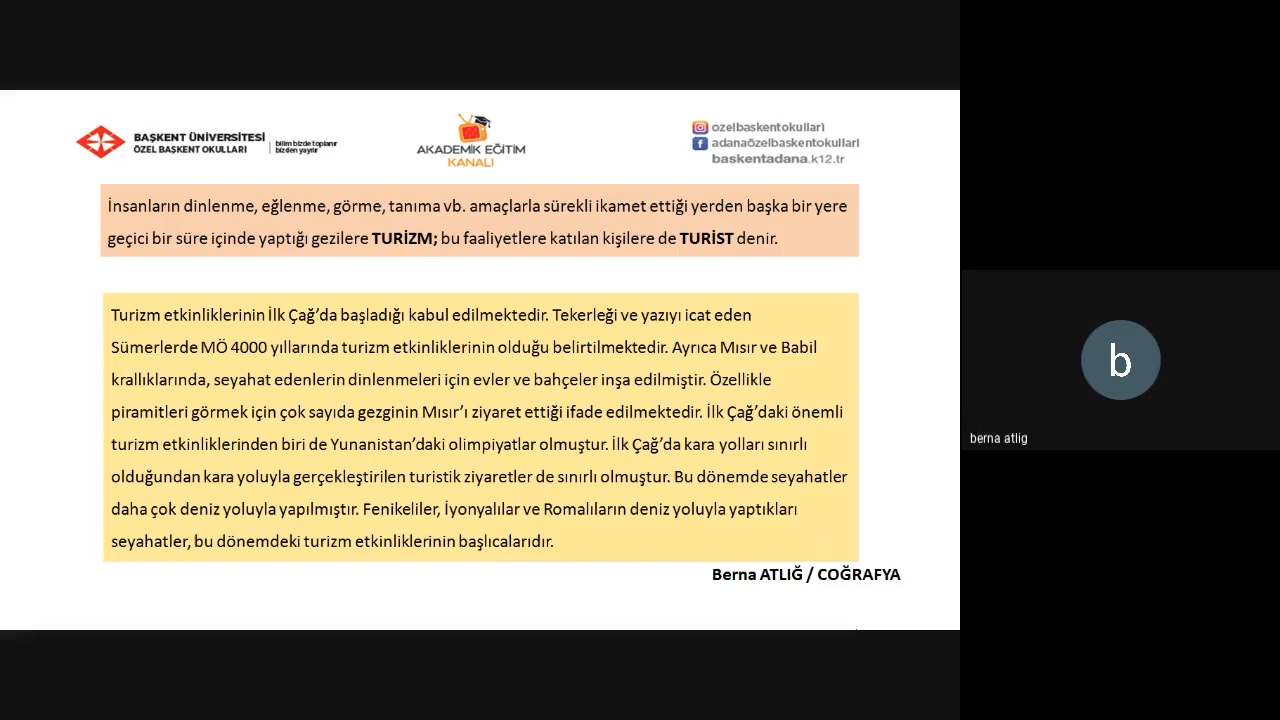 BAŞKENT ÜNİVERSİTESİ
ÖZEL BAŞKENT OKULLARI
bilim bizde toplanır
bizden yayılır
AKADEMİK EĞİTİM
KANALI
ozelbaskentokullari
adanaözelbaskentokullari
baskentadana.k12.tr
İnsanların dinlenme, eğlenme, görme, tanıma vb. amaçlarla sürekli ikamet ettiği yerden başka bir yere
geçici bir süre içinde yaptığı gezilere TURİZM; bu faaliyetlere katılan kişilere de TURİST denir.
Turizm etkinliklerinin İlk Çağ’da başladığı kabul edilmektedir. Tekerleği ve yazıyı icat eden
Sümerlerde MÖ 4000 yıllarında turizm etkinliklerinin olduğu belirtilmektedir. Ayrıca Mısır ve Babil
krallıklarında, seyahat edenlerin dinlenmeleri için evler ve bahçeler inşa edilmiştir. Özellikle
piramitleri görmek için çok sayıda gezginin Mısır’ı ziyaret ettiği ifade edilmektedir. İlk Çağ’daki önemli
turizm etkinliklerinden biri de Yunanistan’daki olimpiyatlar olmuştur. İlk Çağ’da kara yolları sınırlı
olduğundan kara yoluyla gerçekleştirilen turistik ziyaretler de sınırlı olmuştur. Bu dönemde seyahatler
daha çok deniz yoluyla yapılmıştır. Fenikeliler, İyonyalılar ve Romalıların deniz yoluyla yaptıkları
seyahatler, bu dönemdeki turizm etkinliklerinin başlıcalarıdır.
Berna ATLIĞ / COĞRAFYA
b
berna atlig